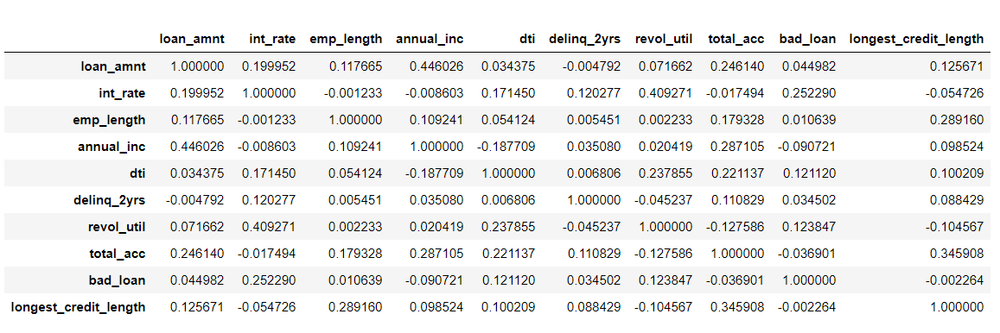 loan_amnt int_rate emp_length annual_inc dti delinq_2yrs revol_util total_acc bad_loan longest_credit_length
loan_amnt 1.000000 0.199952 0.117665 0.446026 0.034375 -0.004792 0.071662 0.246140 0.044982 0.125671
int_rate 0.199952 1.000000 -0.001233 -0.008603 0.171450 0.120277 0.409271 -0.017494 0.252290 -0.054726
emp_length 0.117665 -0.001233 1.000000 0.109241 0.054124 0.005451 0.002233 0.179328 0.010639 0.289160
annual_inc 0.446026 -0.008603 0.109241 1.000000 -0.187709 0.035080 0.020419 0.287105 -0.090721 0.098524
dti 0.034375 0.171450 0.054124 -0.187709 1.000000 0.006806 0.237855 0.221137 0.121120 0.100209
delinq_2yrs -0.004792 0.120277 0.005451 0.035080 0.006806 1.000000 -0.045237 0.110829 0.034502 0.088429
revol_util 0.071662 0.409271 0.002233 0.020419 0.237855 -0.045237 1.000000 -0.127586 0.123847 -0.104567
total_acc 0.246140 -0.017494 0.179328 0.287105 0.221137 0.110829 -0.127586 1.000000 -0.036901 0.345908
bad_loan 0.044982 0.252290 0.010639 -0.090721 0.121120 0.034502 0.123847 -0.036901 1.000000 -0.002264
longest_credit_length 0.125671 -0.054726 0.289160 0.098524 0.100209 0.088429 -0.104567 0.345908 -0.002264 1.000000